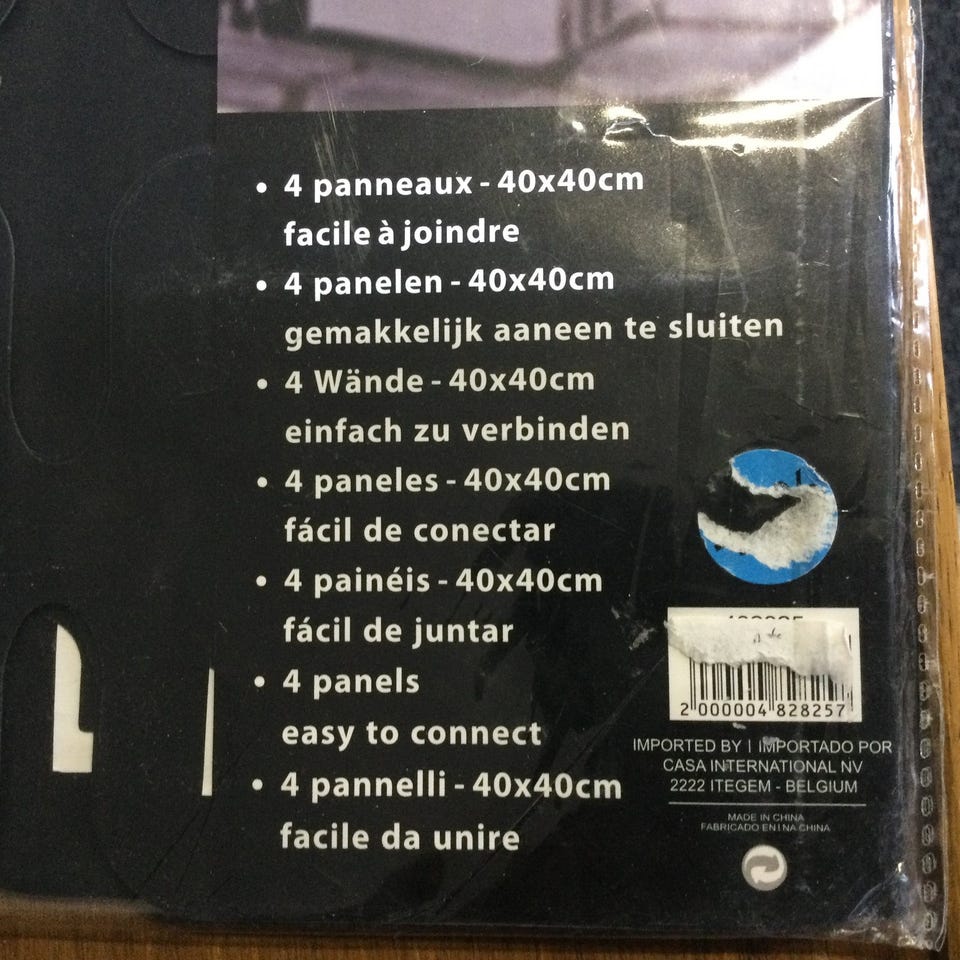 • 4 panneaux - 40x40cm
facile à joindre
• 4 panelen - 40x40cm
gemakkelijk aaneen te sluiten
• 4 Wände - 40x40cm
einfach zu verbinden
• 4 paneles - 40x40cm
fácil de conectar
• 4 painéis - 40x40cm
fácil de juntar
• 4 panels
easy to connect
• 4 pannelli - 40x40cm
facile da unire
2 000004 828257
IMPORTED BY | IMPORTADO POR
CASA INTERNATIONAL NV
2222 ITEGEM - BELGIUM
MADE IN CHINA
FABRICADO EN | NA CHINA